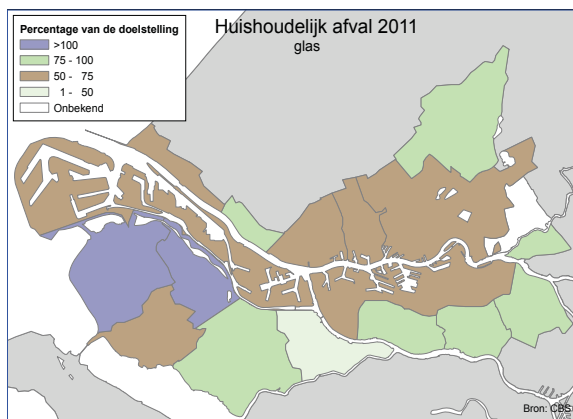 Huishoudelijk afval 2011
glas
Percentage van de doelstelling
>100
75 - 100
50 - 75
1 - 50
Onbekend
Bron: CBS